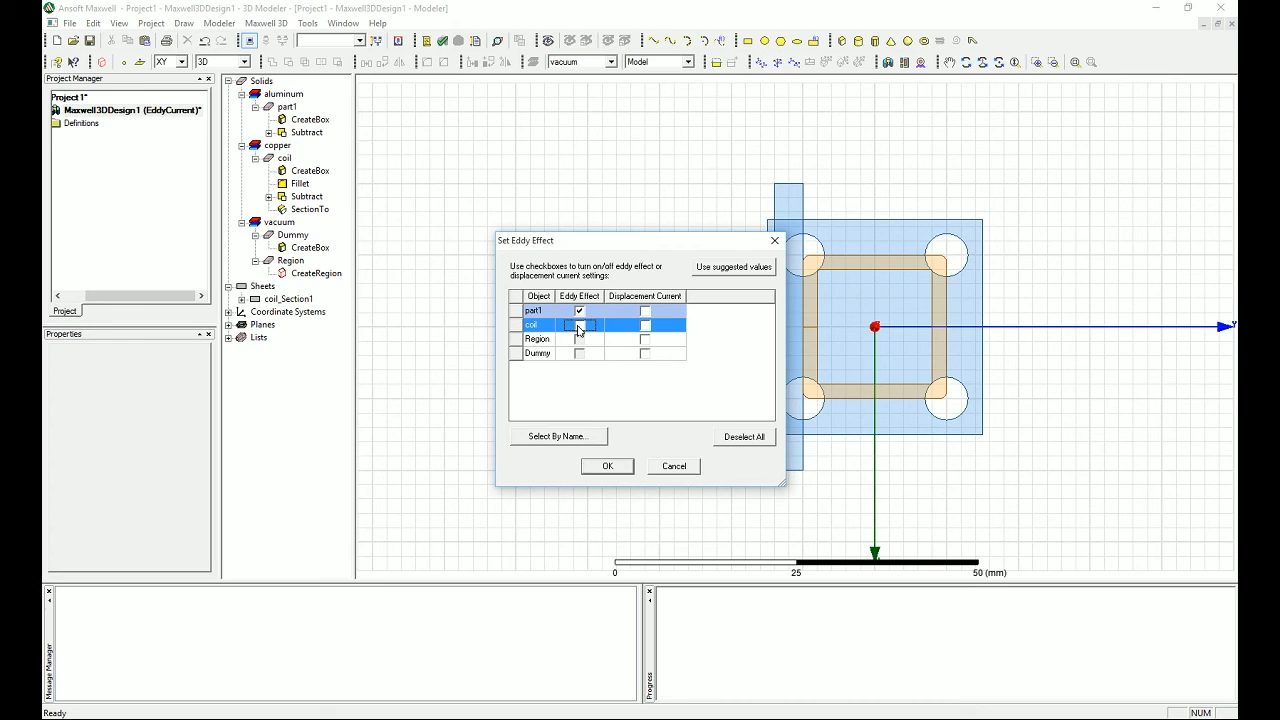 Ansoft Maxwell - Project1 - Maxwell3DDesign1 - 3D Modeler - [Project1 - Maxwell3DDesign1 - Modeler]
File Edit View Project Draw Modeler Maxwell 3D Tools Window Help
XY 3D vacuum Model
Project Manager
Project1*
Maxwell3DDesign1 (EddyCurrent)*
Definitions
Project
Properties
Solids
aluminum
part1
CreateBox
Subtract
copper
coil
CreateBox
Fillet
Subtract
SectionTo
vacuum
Dummy
CreateBox
Region
CreateRegion
Sheets
coil_Section1
Coordinate Systems
Planes
Lists
Set Eddy Effect
Use checkboxes to turn on/off eddy effect or
displacement current settings:
Use suggested values
Object Eddy Effect Displacement Current
part1
coil
Region
Dummy
Select By Name...
Deselect All
OK Cancel
Y
0 25 50 (mm)
Message Manager
Progress
Ready NUM